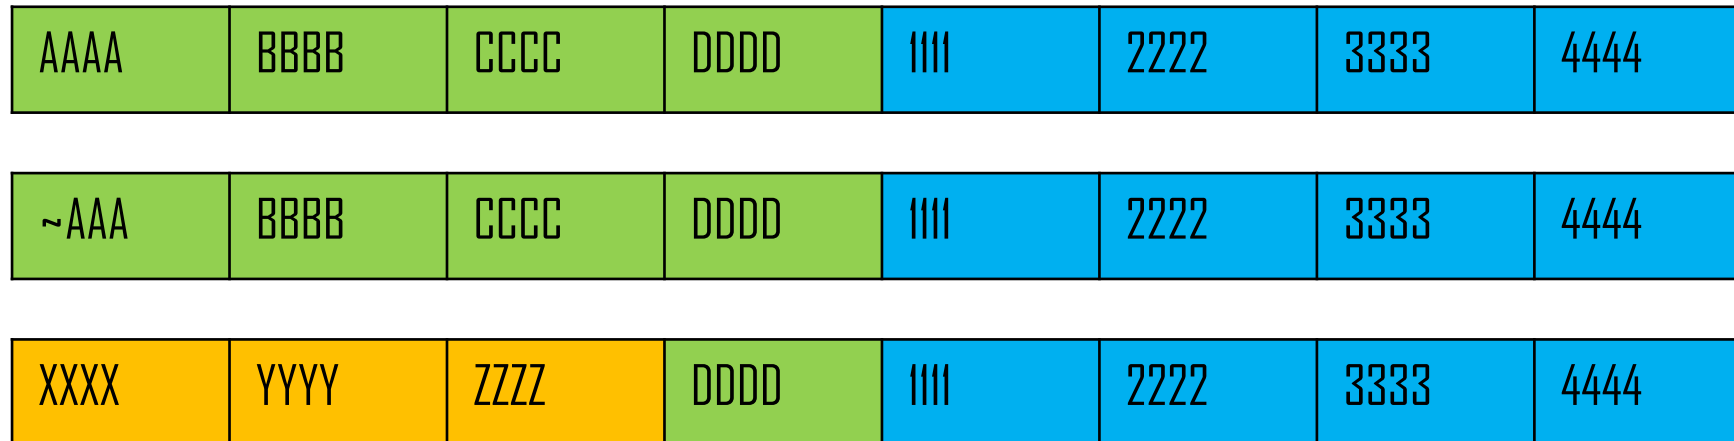 AAAA BBBB CCCC DDDD 1111 2222 3333 4444
~AAA BBBB CCCC DDDD 1111 2222 3333 4444
XXXX YYYY ZZZZ DDDD 1111 2222 3333 4444